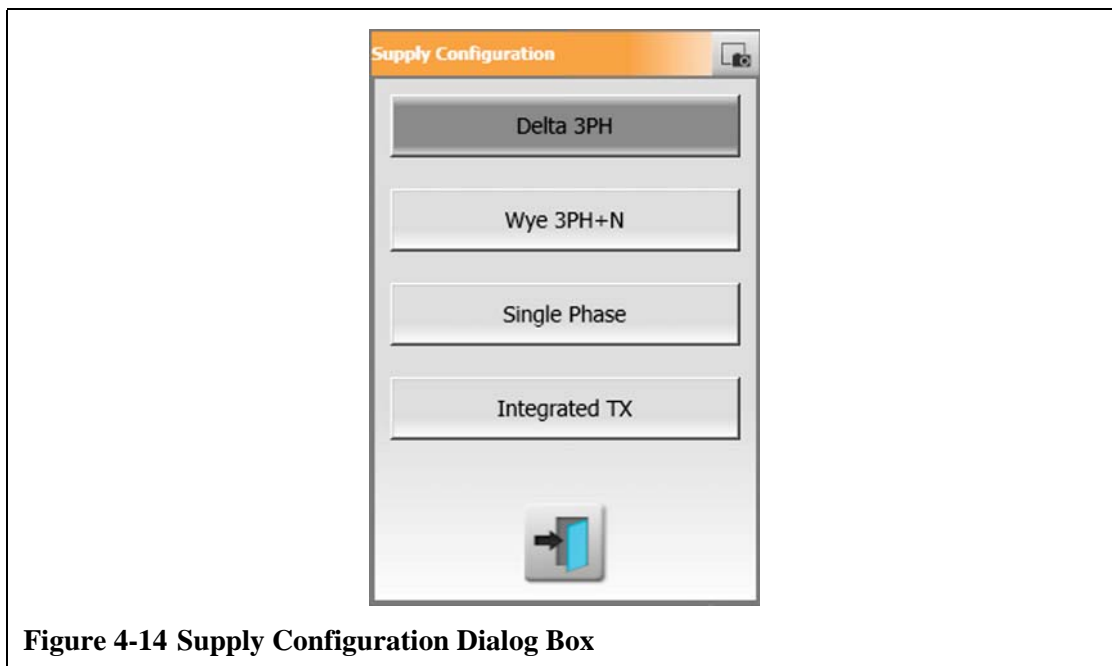 Supply Configuration
Delta 3PH
Wye 3PH+N
Single Phase
Integrated TX
Figure 4-14 Supply Configuration Dialog Box